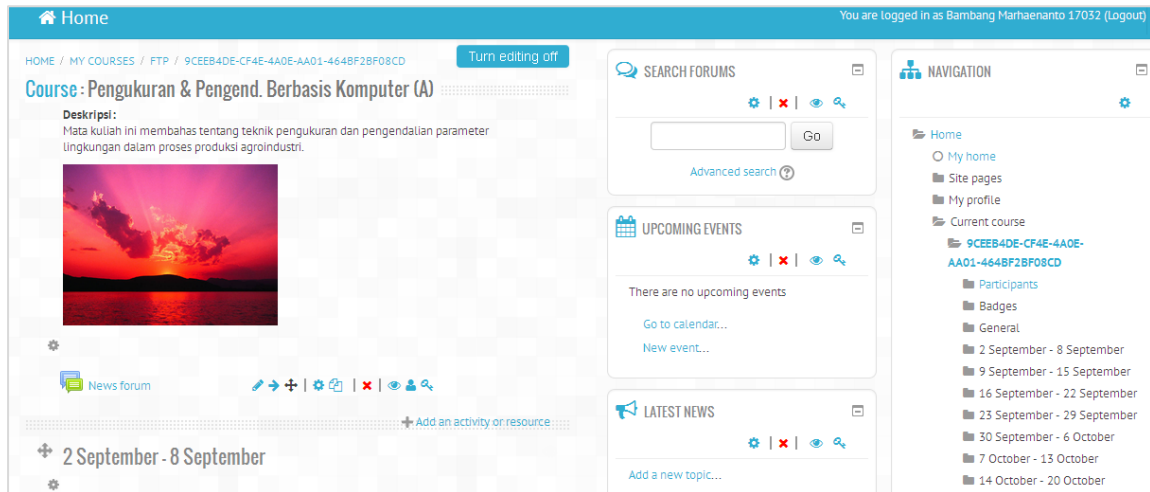 Home
You are logged in as Bambang Marhaenanto 17032 (Logout)
HOME / MY COURSES / FTP / 9CEEB4DE-CF4E-4A0E-AA01-464BF2BF08CD
Turn editing off
Course : Pengukuran & Pengend. Berbasis Komputer (A)
Deskripsi :
Mata kuliah ini membahas tentang teknik pengukuran dan pengendalian parameter
lingkungan dalam proses produksi agroindustri.
News forum
Add an activity or resource
2 September - 8 September
SEARCH FORUMS
Go
Advanced search
UPCOMING EVENTS
There are no upcoming events
Go to calendar...
New event...
LATEST NEWS
Add a new topic...
NAVIGATION
Home
My home
Site pages
My profile
Current course
9CEEB4DE-CF4E-4A0E-
AA01-464BF2BF08CD
Participants
Badges
General
2 September - 8 September
9 September - 15 September
16 September - 22 September
23 September - 29 September
30 September - 6 October
7 October - 13 October
14 October - 20 October